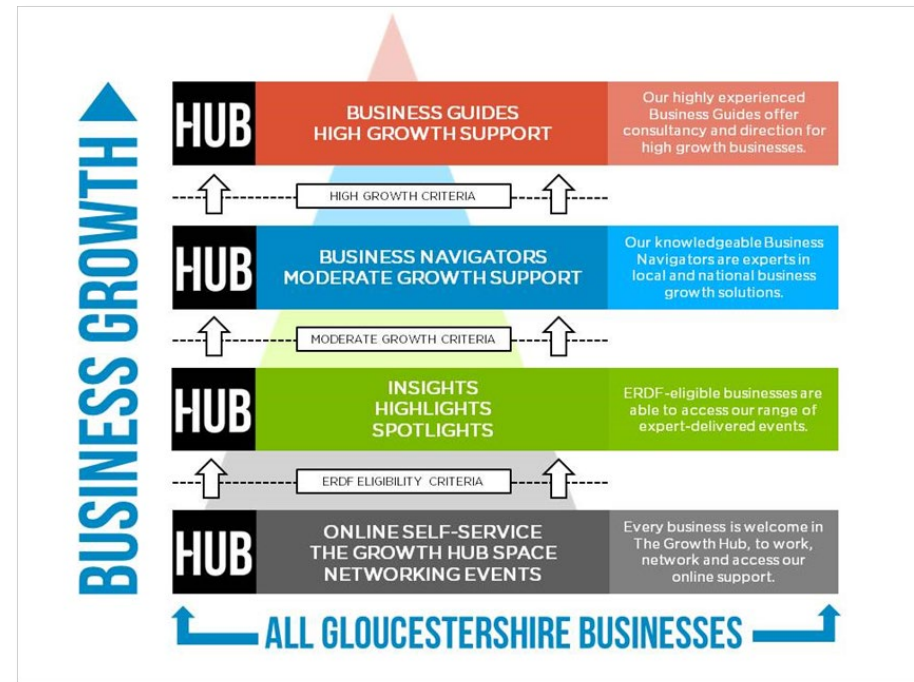 BUSINESS GROWTH
HUB
BUSINESS GUIDES
HIGH GROWTH SUPPORT
Our highly experienced
Business Guides offer
consultancy and direction for
high growth businesses.
HIGH GROWTH CRITERIA
HUB
BUSINESS NAVIGATORS
MODERATE GROWTH SUPPORT
Our knowledgeable Business
Navigators are experts in
local and national business
growth solutions.
MODERATE GROWTH CRITERIA
HUB
INSIGHTS
HIGHLIGHTS
SPOTLIGHTS
ERDF-eligible businesses are
able to access our range of
expert-delivered events.
ERDF ELIGIBILITY CRITERIA
HUB
ONLINE SELF-SERVICE
THE GROWTH HUB SPACE
NETWORKING EVENTS
Every business is welcome in
The Growth Hub, to work,
network and access our
online support.
ALL GLOUCESTERSHIRE BUSINESSES